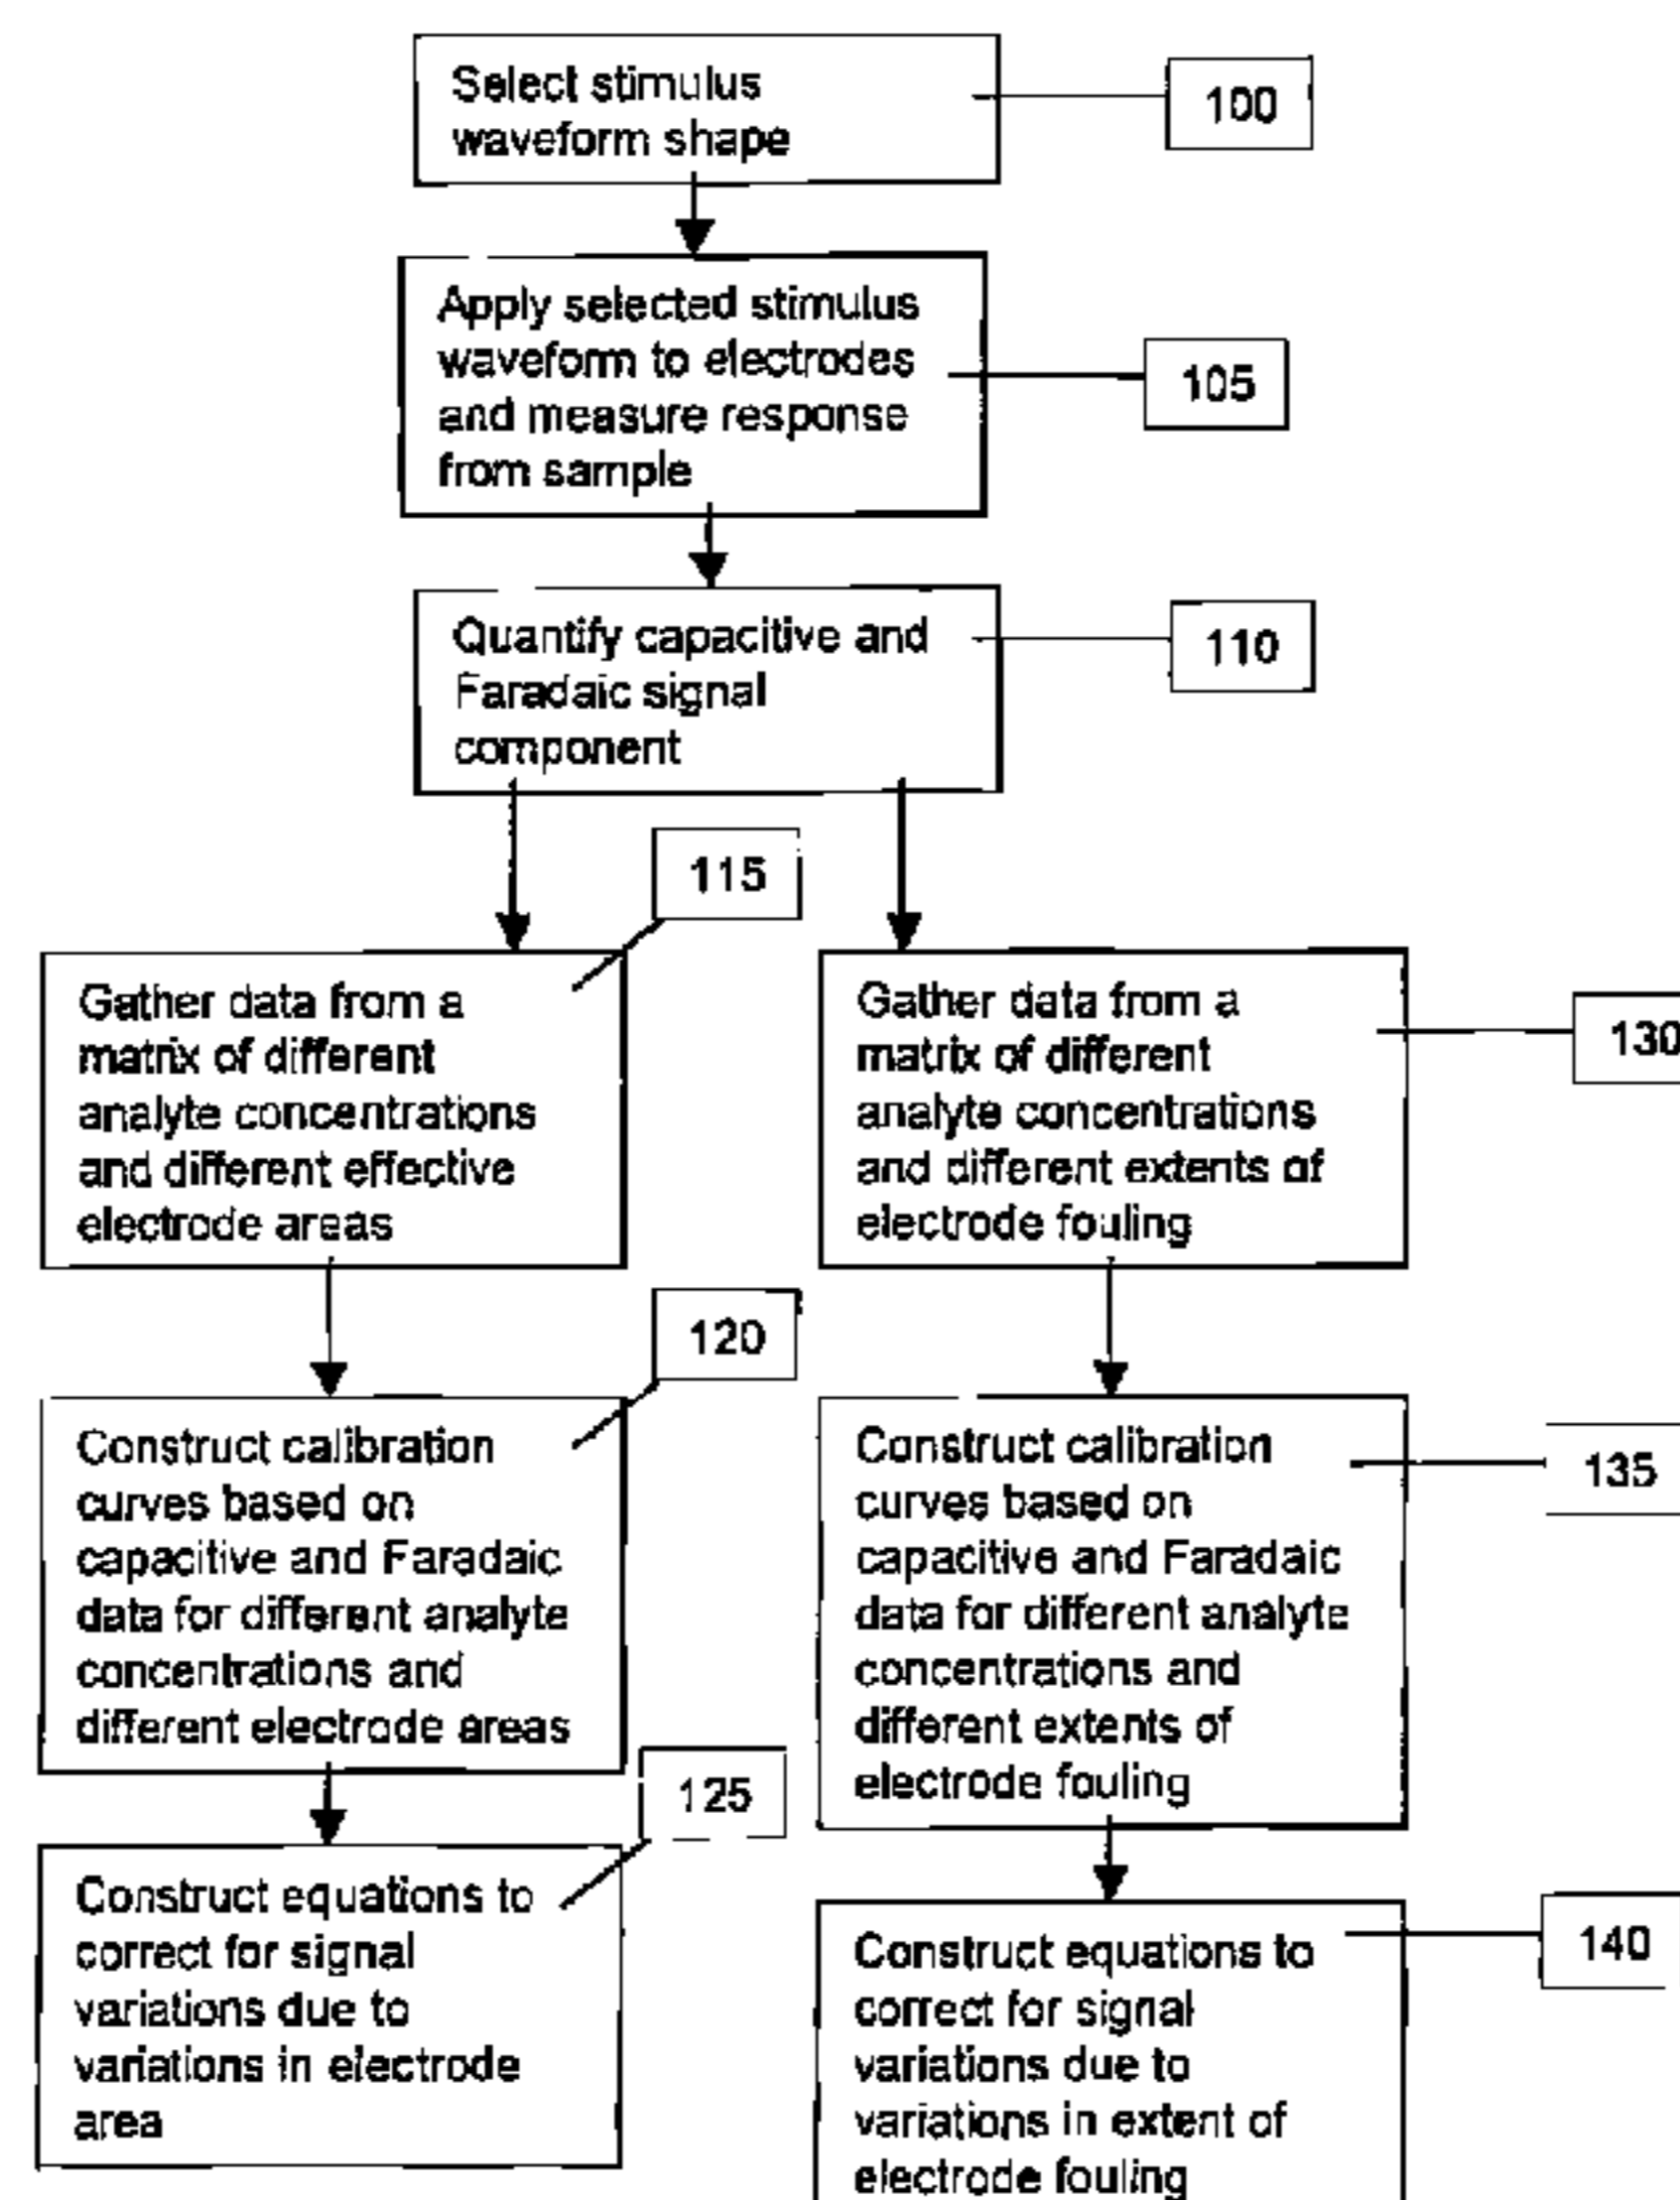 Select stimulus
waveform shape
100
Apply selected stimulus
waveform to electrodes
and measure response
from sample
105
Quantify capacitive and
Faradaic signal
component
110
115
Gather data from a
matrix of different
analyte concentrations
and different effective
electrode areas
Gather data from a
matrix of different
analyte concentrations
and different extents of
electrode fouling
130
120
Construct calibration
curves based on
capacitive and Faradaic
data for different analyte
concentrations and
different electrode areas
Construct calibration
curves based on
capacitive and Faradaic
data for different analyte
concentrations and
different extents of
electrode fouling
135
125
Construct equations to
correct for signal
variations due to
variations in electrode
area
Construct equations to
correct for signal
variations due to
variations in extent of
electrode fouling
140